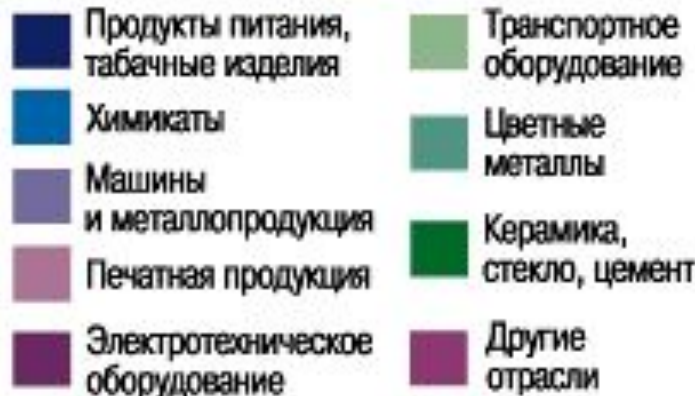 Продукты питания,
табачные изделия
Химикаты
Машины
и металлопродукция
Печатная продукция
Электротехническое
оборудование
Транспортное
оборудование
Цветные
металлы
Керамика,
стекло, цемент
Другие
отрасли